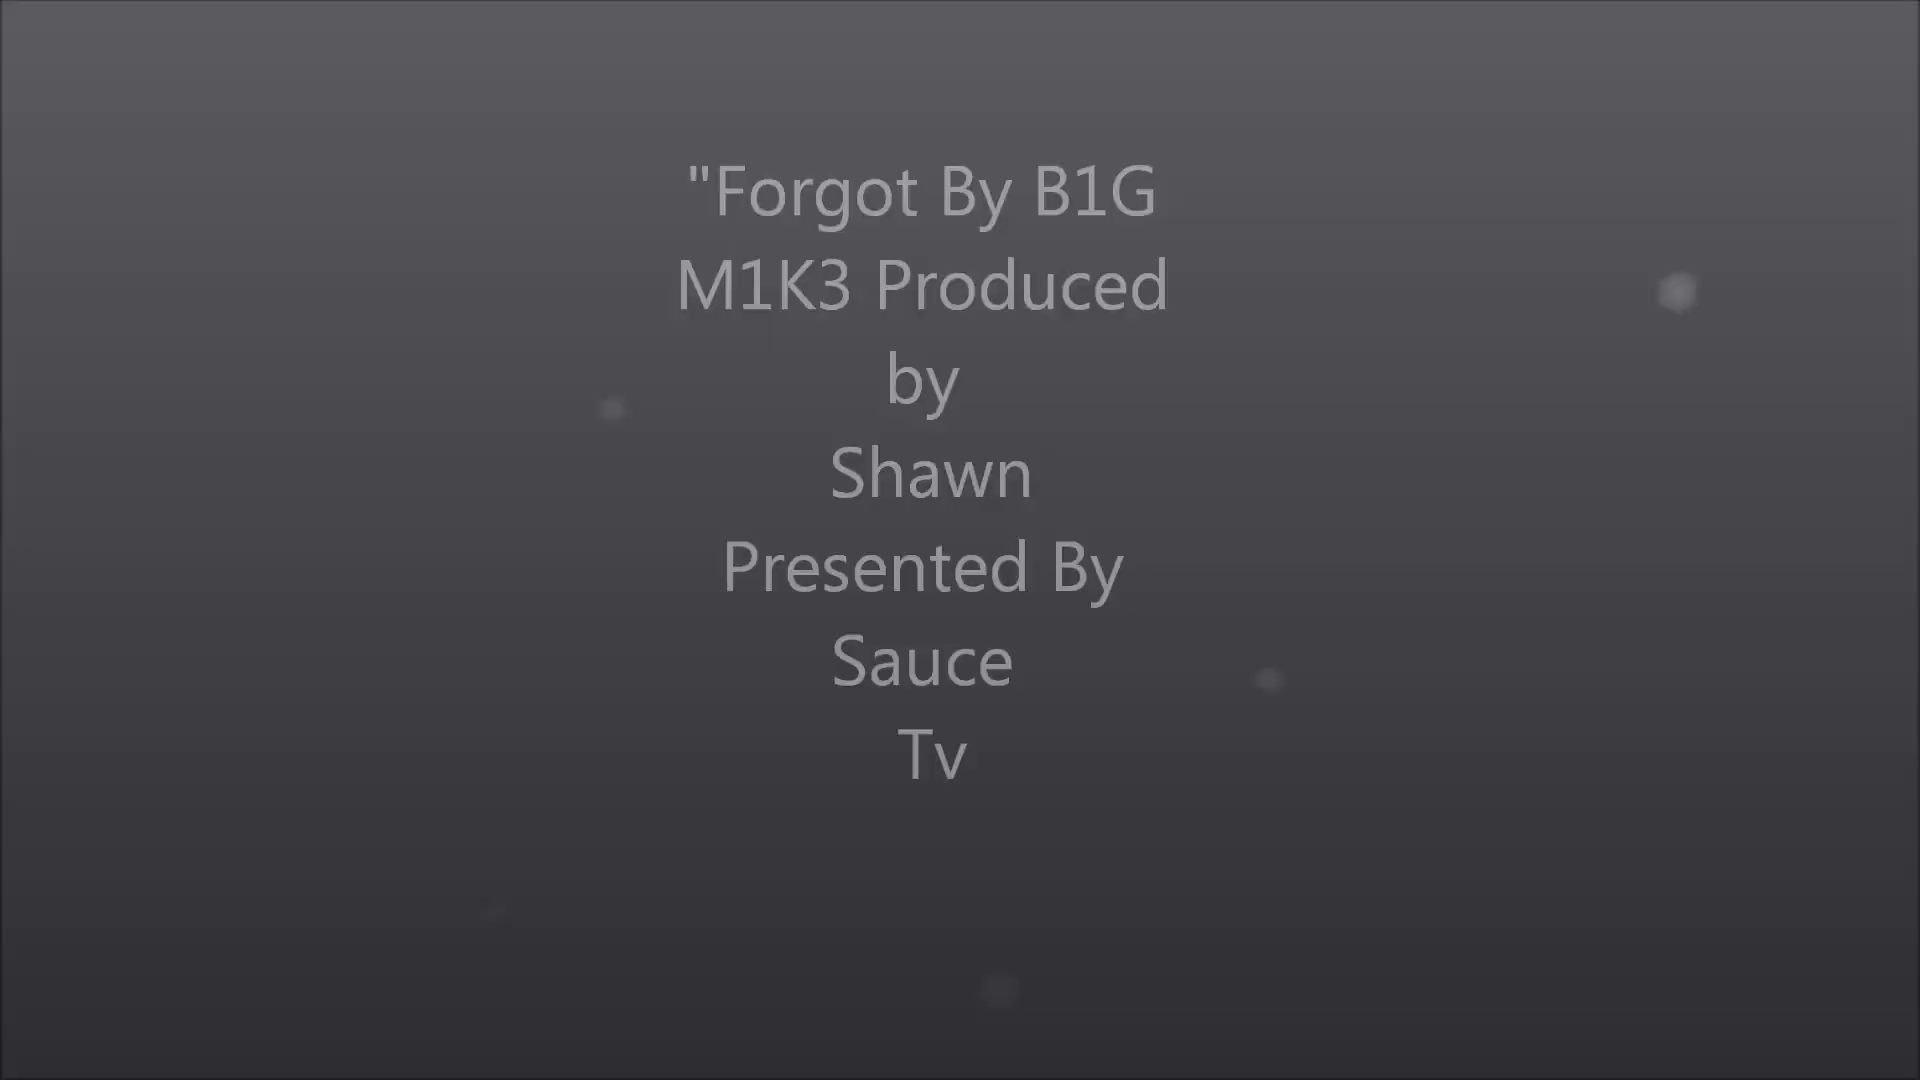 "Forgot By B1G
M1K3 Produced
by
Shawn
Presented By
Sauce
Tv